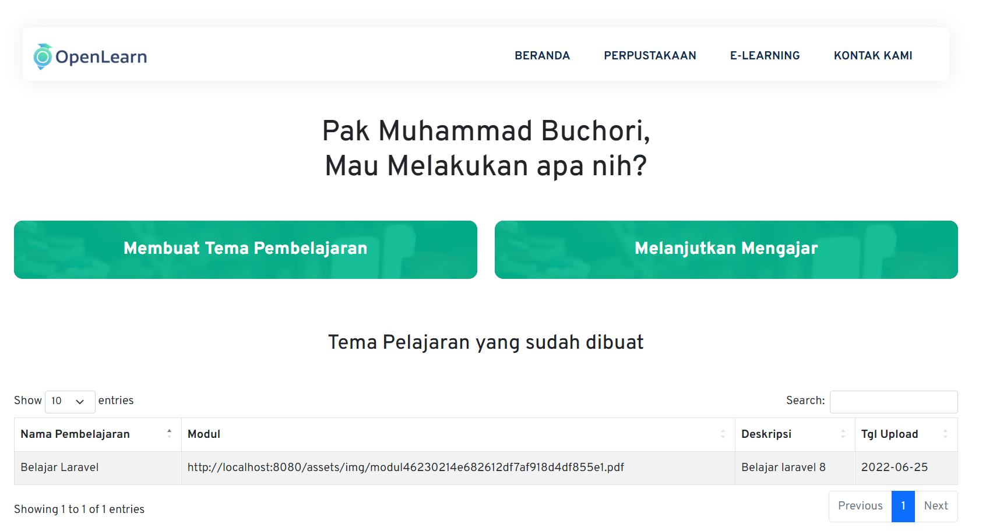 OpenLearn
BERANDA PERPUSTAKAAN E-LEARNING KONTAK KAMI
Pak Muhammad Buchori,
Mau Melakukan apa nih?
Membuat Tema Pembelajaran
Melanjutkan Mengajar
Tema Pelajaran yang sudah dibuat
Show 10 entries
Search:
Nama Pembelajaran Modul Deskripsi Tgl Upload
Belajar Laravel http://localhost:8080/assets/img/modul46230214e682612df7af918d4df855e1.pdf Belajar laravel 8 2022-06-25
Showing 1 to 1 of 1 entries
Previous 1 Next